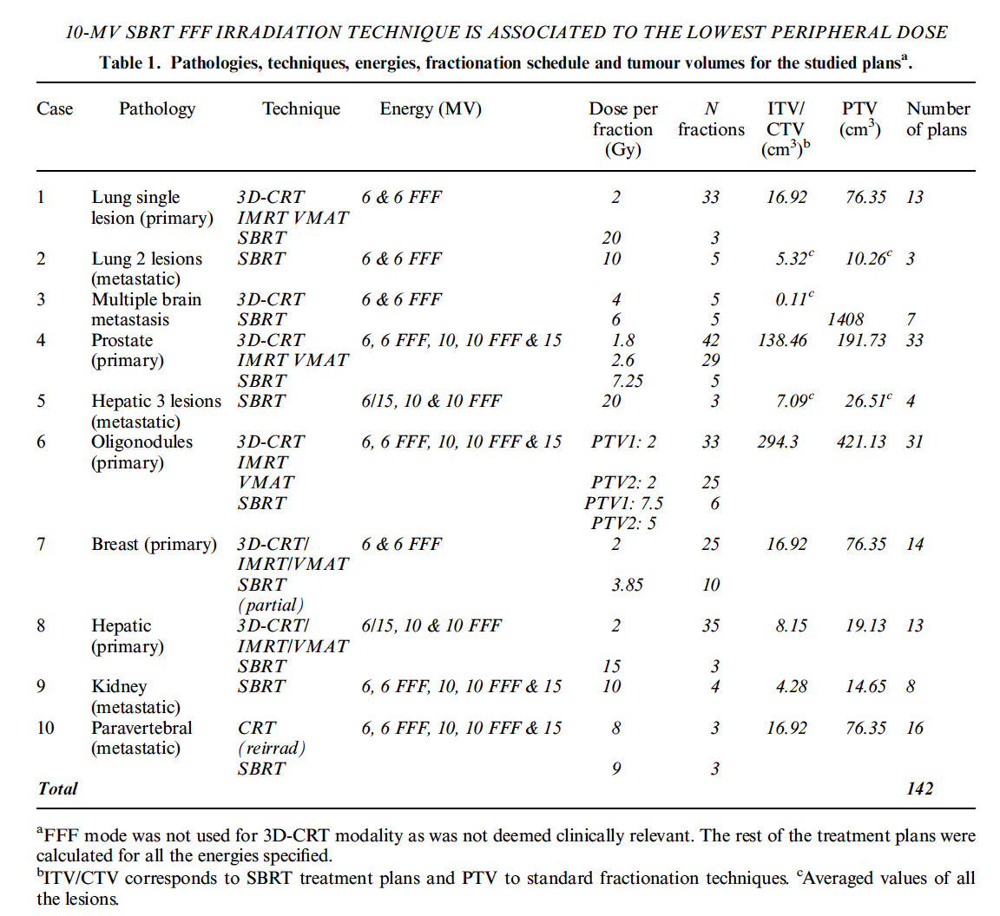 10-MV SBRT FFF IRRADIATION TECHNIQUE IS ASSOCIATED TO THE LOWEST PERIPHERAL DOSE
Table 1. Pathologies, techniques, energies, fractionation schedule and tumour volumes for the studied plansa.
Case Pathology Technique Energy (MV) Dose per N ITV/ PTV Number
fraction fractions CTV (cm3) of plans
(Gy) (cm3)b
1 Lung single 3D-CRT 6 & 6 FFF 2 33 16.92 76.35 13
lesion (primary) IMRT VMAT
SBRT 20 3
2 Lung 2 lesions SBRT 6 & 6 FFF 10 5 5.32c 10.26c 3
(metastatic)
3 Multiple brain 3D-CRT 6 & 6 FFF 4 5 0.11c
metastasis SBRT 6 5 1408 7
4 Prostate 3D-CRT 6, 6 FFF, 10, 10 FFF & 15 1.8 42 138.46 191.73 33
(primary) IMRT VMAT 2.6 29
SBRT 7.25 5
5 Hepatic 3 lesions SBRT 6/15, 10 & 10 FFF 20 3 7.09c 26.51c 4
(metastatic)
6 Oligonodules 3D-CRT 6, 6 FFF, 10, 10 FFF & 15 PTV1: 2 33 294.3 421.13 31
(primary) IMRT
VMAT PTV2: 2 25
SBRT PTV1: 7.5 6
PTV2: 5
7 Breast (primary) 3D-CRT/ 6 & 6 FFF 2 25 16.92 76.35 14
IMRT/VMAT
SBRT 3.85 10
(partial)
8 Hepatic 3D-CRT/ 6/15, 10 & 10 FFF 2 35 8.15 19.13 13
(primary) IMRT/VMAT
SBRT 15 3
9 Kidney SBRT 6, 6 FFF, 10, 10 FFF & 15 10 4 4.28 14.65 8
(metastatic)
10 Paravertebral CRT 6, 6 FFF, 10, 10 FFF & 15 8 3 16.92 76.35 16
(metastatic) (reirrad)
SBRT 9 3
Total 142
aFFF mode was not used for 3D-CRT modality as was not deemed clinically relevant. The rest of the treatment plans were
calculated for all the energies specified.
bITV/CTV corresponds to SBRT treatment plans and PTV to standard fractionation techniques. cAveraged values of all
the lesions.